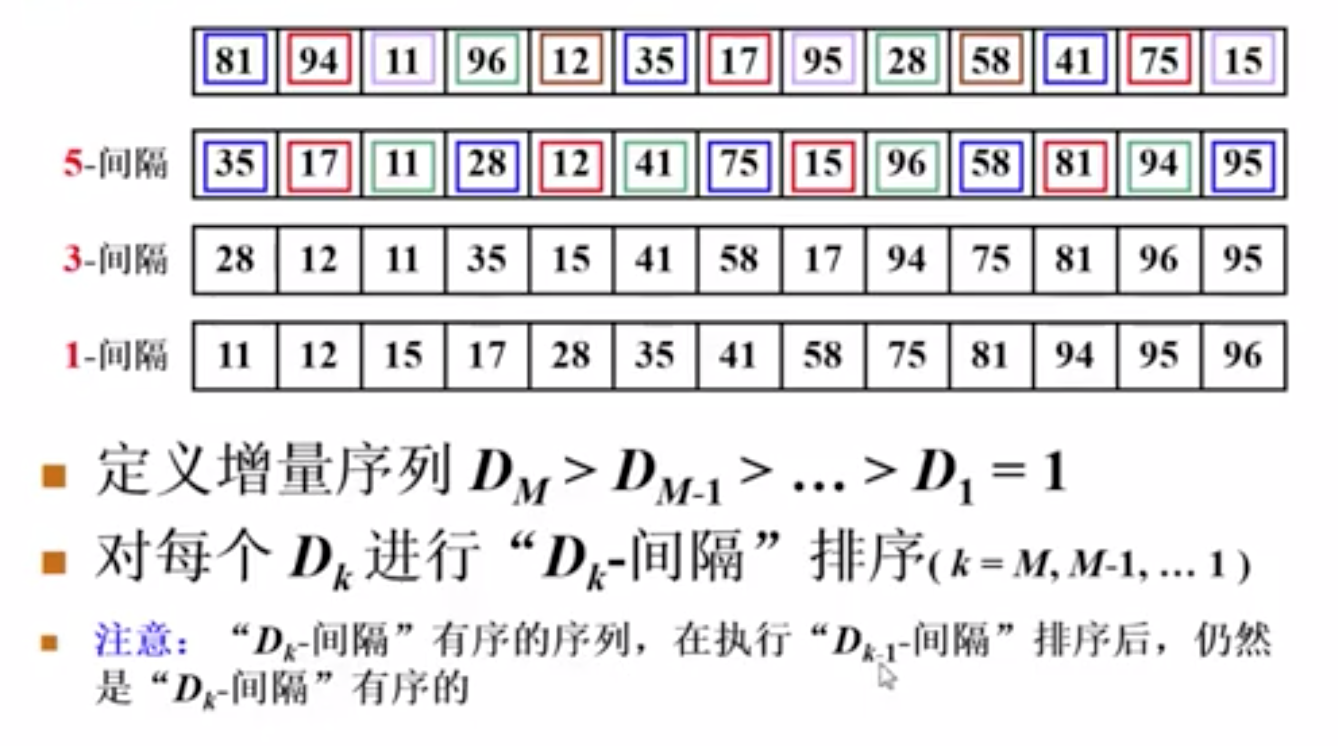 81 94 11 96 12 35 17 95 28 58 41 75 15
5-间隔 35 17 11 28 12 41 75 15 96 58 81 94 95
3-间隔 28 12 11 35 15 41 58 17 94 75 81 96 95
1-间隔 11 12 15 17 28 35 41 58 75 81 94 95 96
定义增量序列 D_M > D_{M-1} > … > D_1 = 1
对每个 D_k 进行“D_k-间隔”排序( k = M, M-1, … 1 )
注意：“D_k-间隔”有序的序列，在执行“D_{k-1}-间隔”排序后，仍然
是“D_k-间隔”有序的